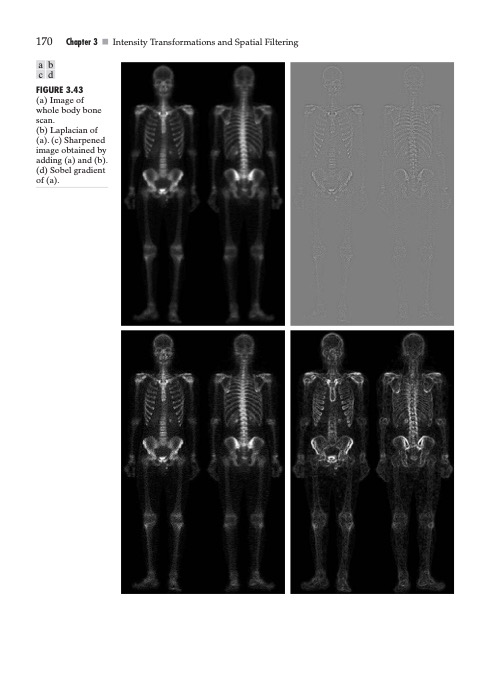 170 Chapter 3 ■ Intensity Transformations and Spatial Filtering
a b
c d
FIGURE 3.43
(a) Image of
whole body bone
scan.
(b) Laplacian of
(a). (c) Sharpened
image obtained by
adding (a) and (b).
(d) Sobel gradient
of (a).